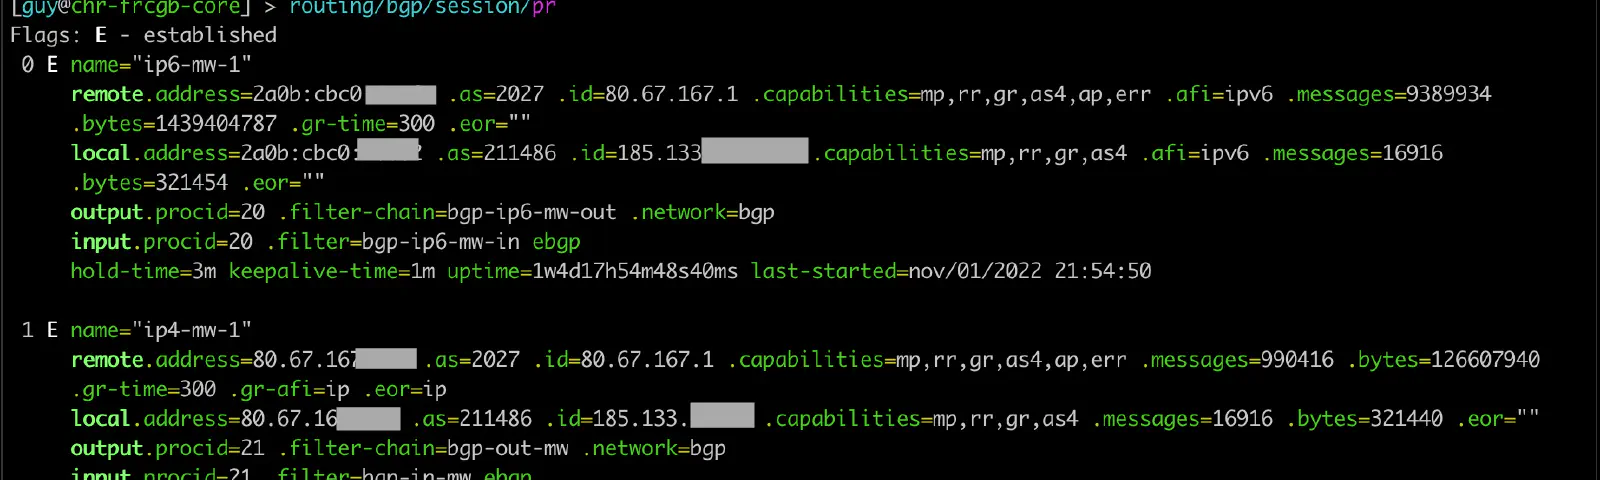 [guy@chr-frcgb-core] > routing/bgp/session/pr
Flags: E - established
0 E name="ip6-mw-1"
remote.address=2a0b:cbc0 .as=2027 .id=80.67.167.1 .capabilities=mp,rr,gr,as4,ap,err .afi=ipv6 .messages=9389934
.bytes=1439404787 .gr-time=300 .eor=""
local.address=2a0b:cbc0: .as=211486 .id=185.133 .capabilities=mp,rr,gr,as4 .afi=ipv6 .messages=16916
.bytes=321454 .eor=""
output.procid=20 .filter-chain=bgp-ip6-mw-out .network=bgp
input.procid=20 .filter=bgp-ip6-mw-in ebgp
hold-time=3m keepalive-time=1m uptime=1w4d17h54m48s40ms last-started=nov/01/2022 21:54:50
1 E name="ip4-mw-1"
remote.address=80.67.167 .as=2027 .id=80.67.167.1 .capabilities=mp,rr,gr,as4,ap,err .messages=990416 .bytes=126607940
.gr-time=300 .gr-afi=ip .eor=ip
local.address=80.67.16 .as=211486 .id=185.133. .capabilities=mp,rr,gr,as4 .messages=16916 .bytes=321440 .eor=""
output.procid=21 .filter-chain=bgp-out-mw .network=bgp
input.procid=21 .filter=bgp-in-mw ebgp